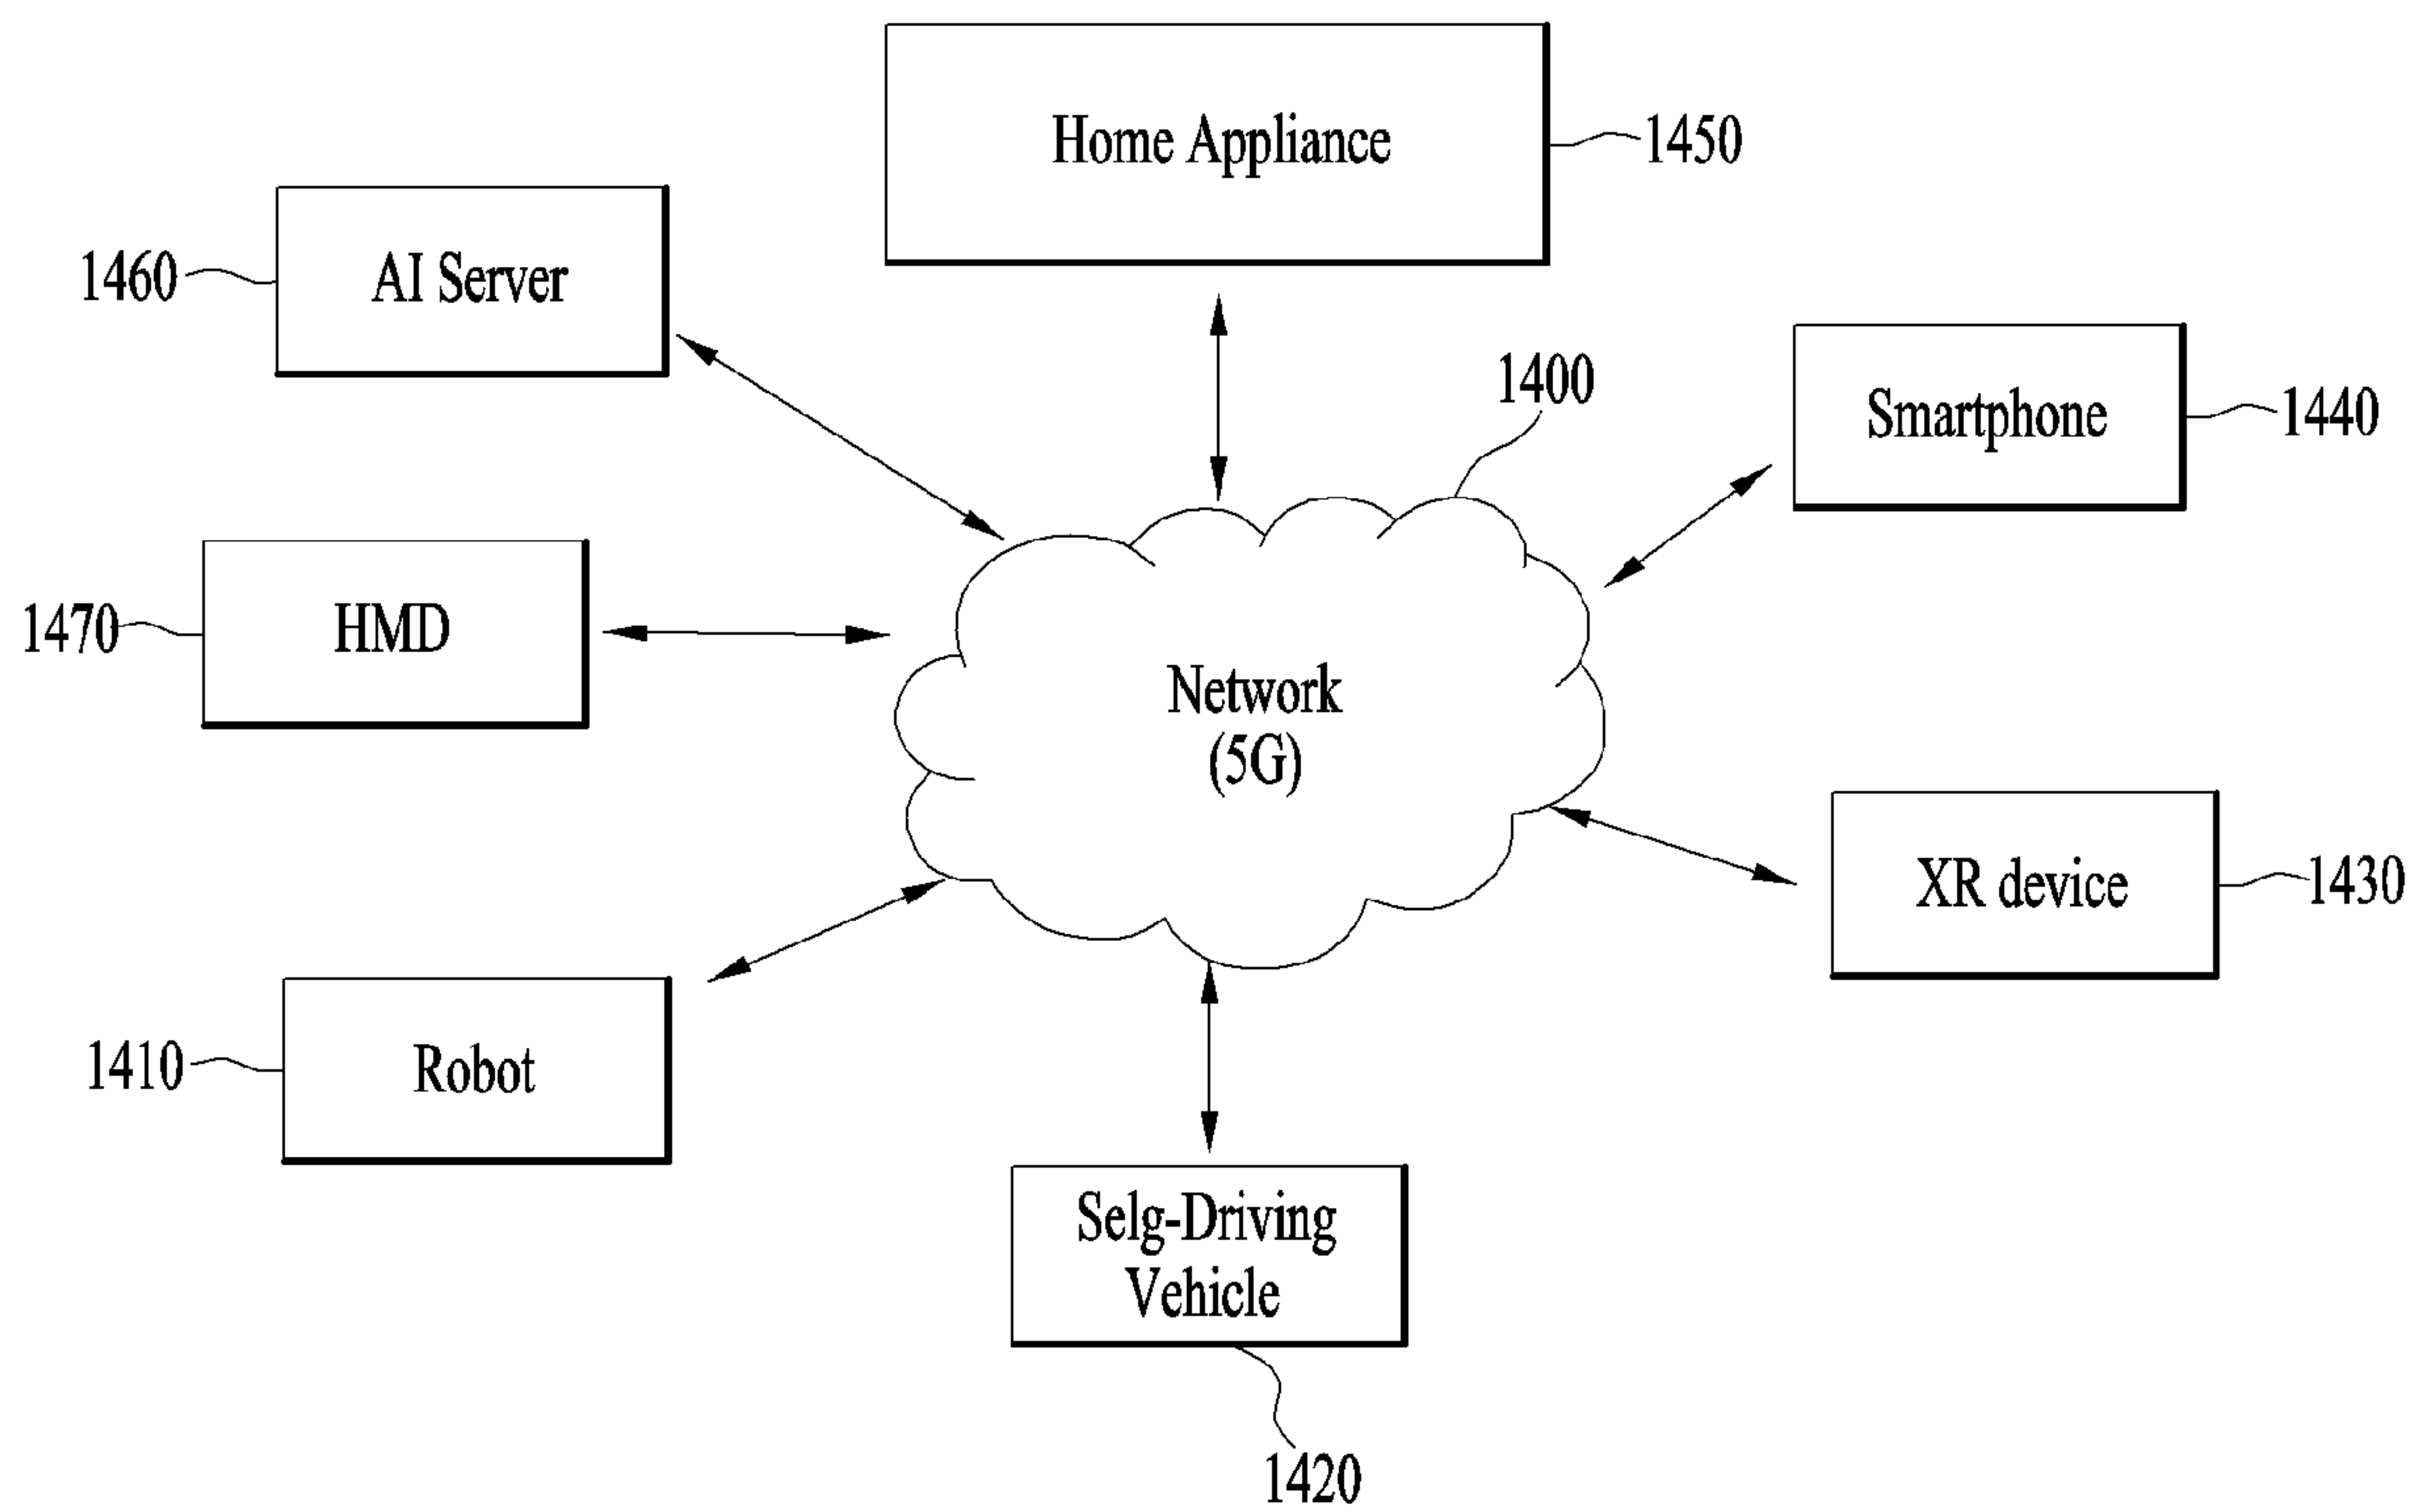 Home Appliance
1450
AI Server
1460
1400
Smartphone
1440
HMD
1470
Network
(5G)
XR device
1430
Robot
1410
Selg-Driving
Vehicle
1420